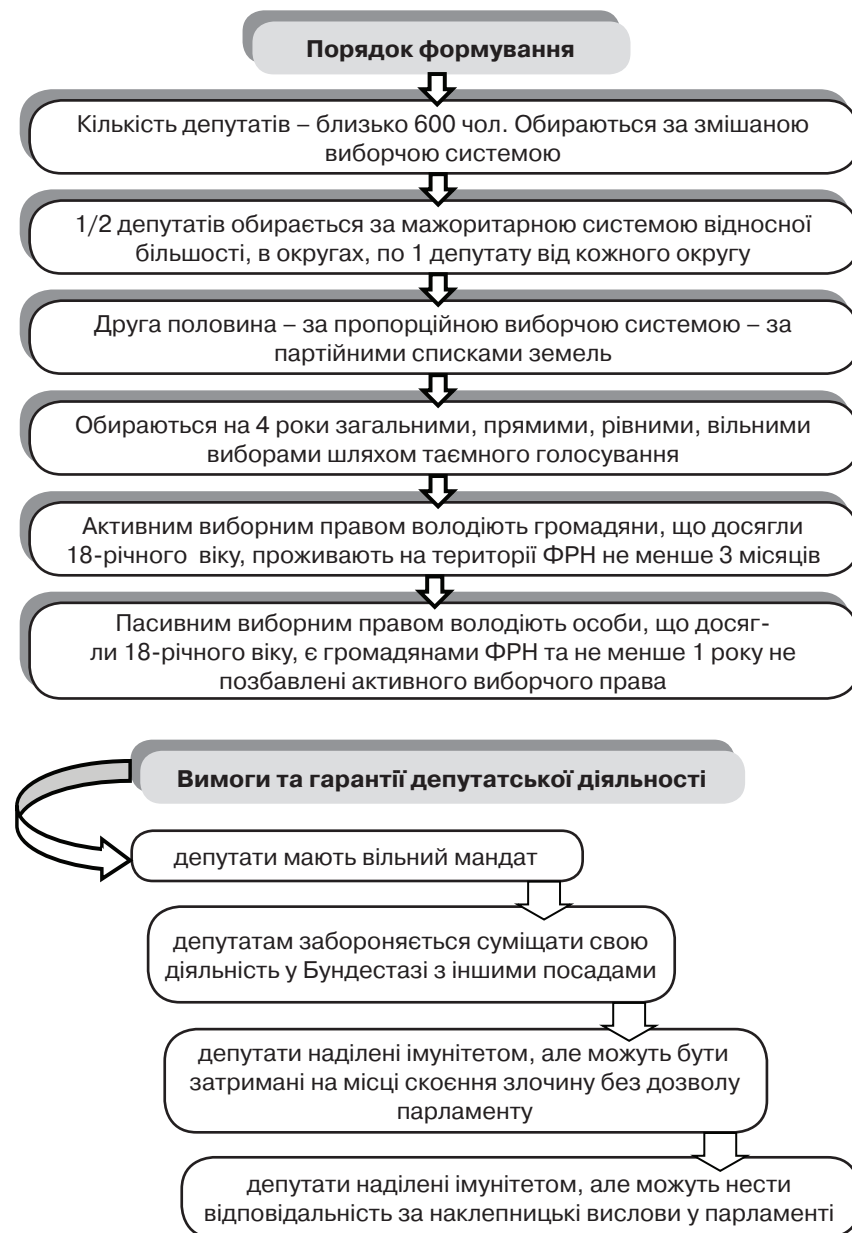 Порядок формування
Кількість депутатів – близько 600 чол. Обираються за змішаною
виборчою системою
1/2 депутатів обирається за мажоритарною системою відносної
більшості, в округах, по 1 депутату від кожного округу
Друга половина – за пропорційною виборчою системою – за
партійними списками земель
Обираються на 4 роки загальними, прямими, рівними, вільними
виборами шляхом таємного голосування
Активним виборним правом володіють громадяни, що досягли
18-річного віку, проживають на території ФРН не менше 3 місяців
Пасивним виборним правом володіють особи, що досяг-
ли 18-річного віку, є громадянами ФРН та не менше 1 року не
позбавлені активного виборчого права
Вимоги та гарантії депутатської діяльності
депутати мають вільний мандат
депутатам забороняється суміщати свою
діяльність у Бундестазі з іншими посадами
депутати наділені імунітетом, але можуть бути
затримані на місці скоєння злочину без дозволу
парламенту
депутати наділені імунітетом, але можуть нести
відповідальність за наклепницькі вислови у парламенті